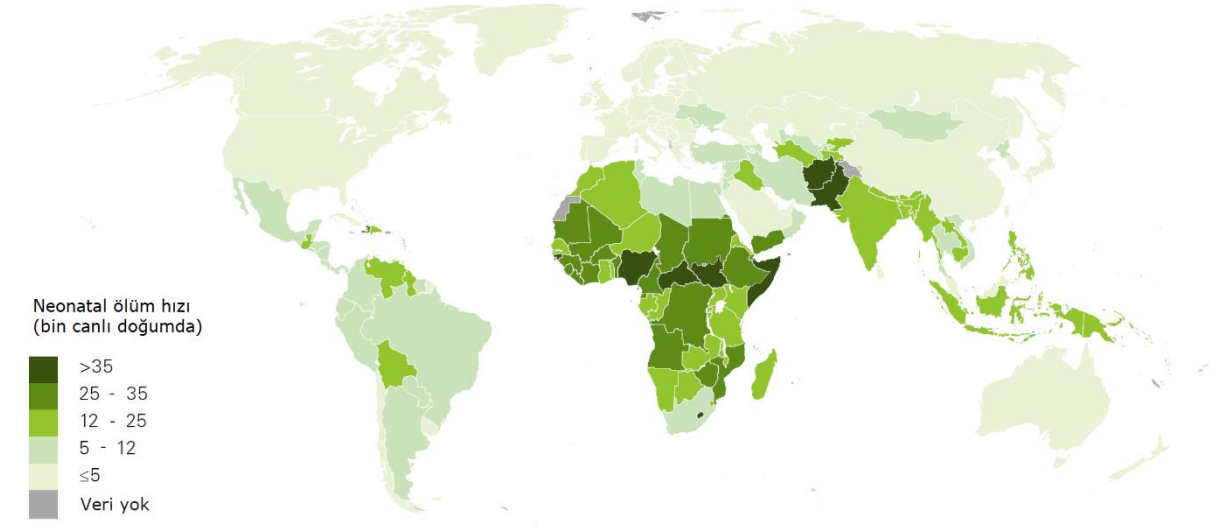 Neonatal ölüm hızı
(bin canlı doğumda)
>35
25 - 35
12 - 25
5 - 12
≤5
Veri yok